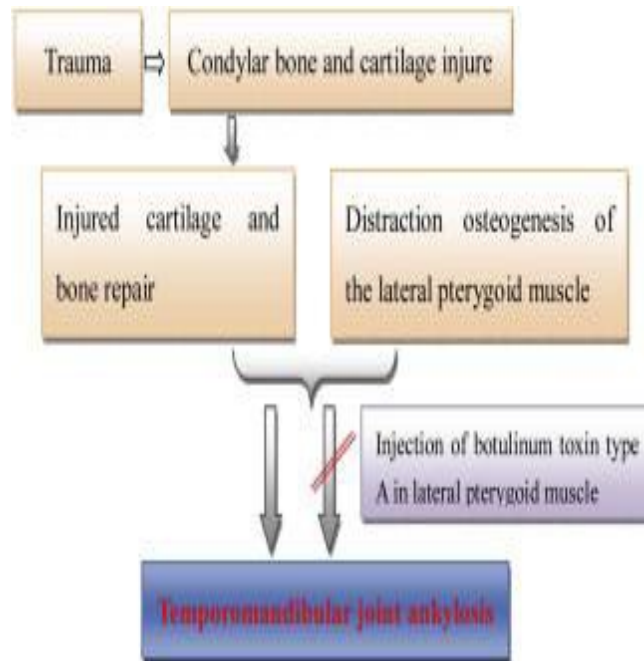 Trauma
Condylar bone and cartilage injure
Injured cartilage and
bone repair
Distraction osteogenesis of
the lateral pterygoid muscle
Injection of botulinum toxin type
A in lateral pterygoid muscle
Temporomandibular joint ankylosis